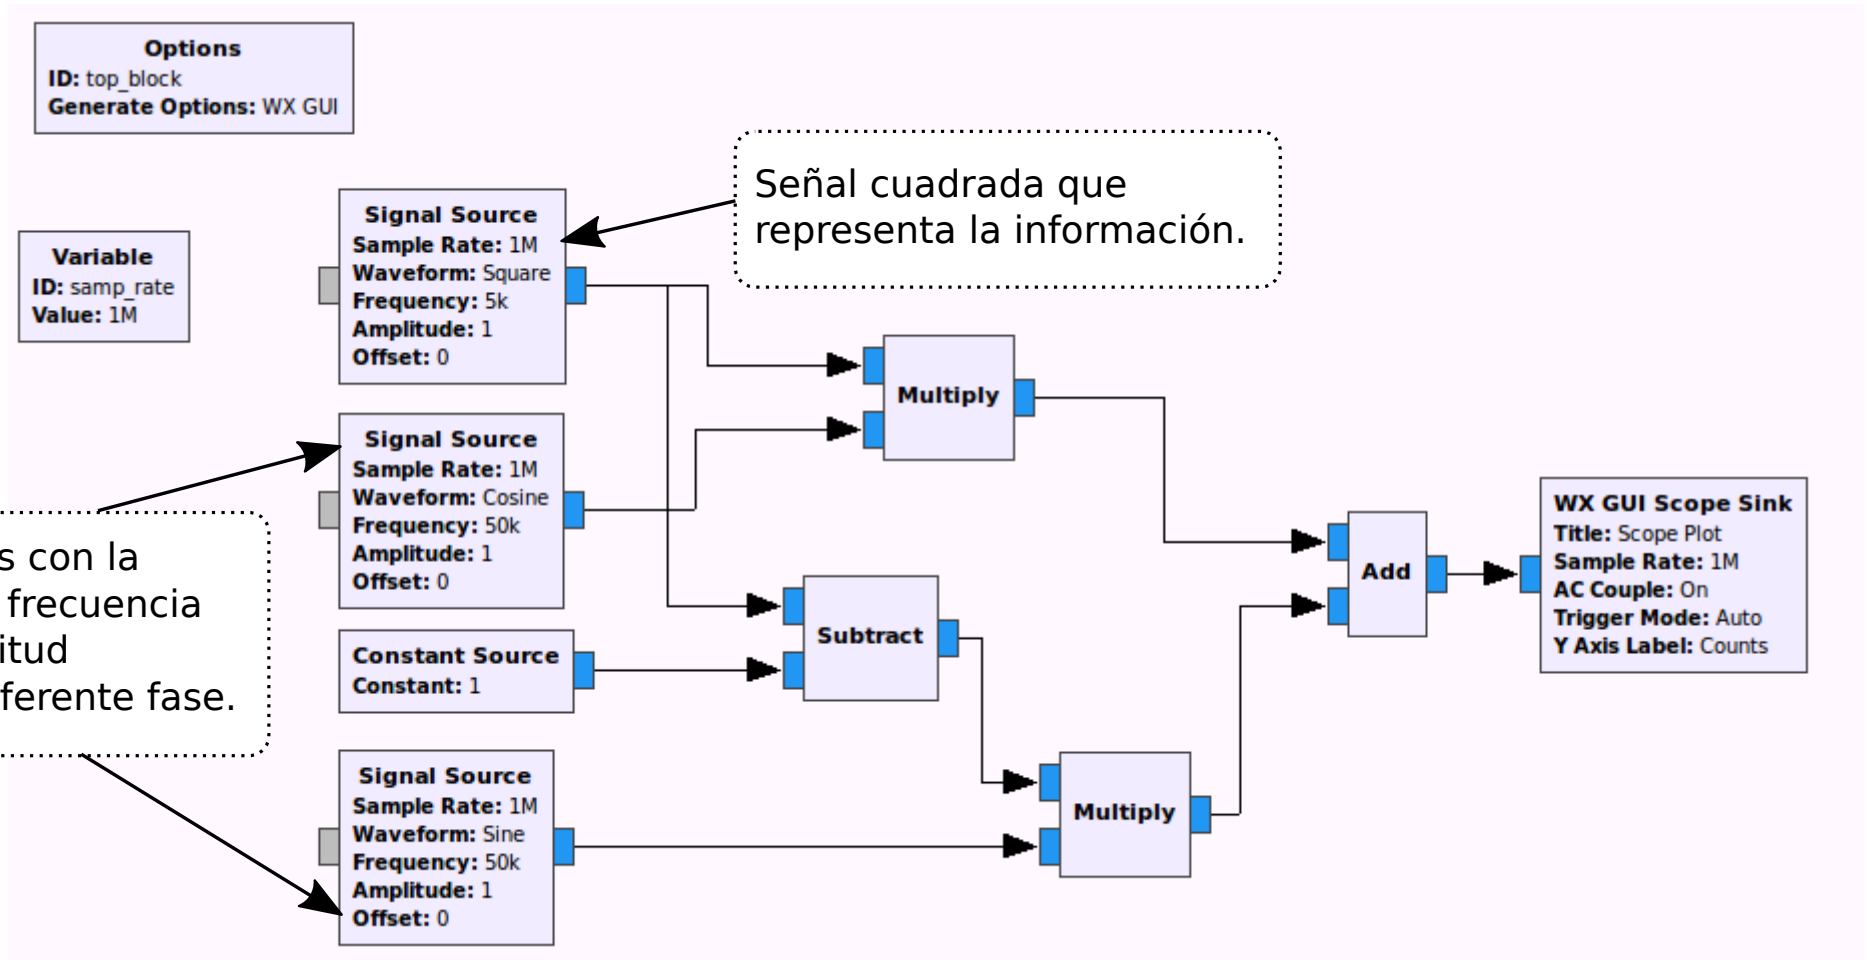 Options
ID: top_block
Generate Options: WX GUI
Señal cuadrada que
representa la información.
Variable
ID: samp_rate
Value: 1M
Signal Source
Sample Rate: 1M
Waveform: Square
Frequency: 5k
Amplitude: 1
Offset: 0
Multiply
Signal Source
Sample Rate: 1M
Waveform: Cosine
Frequency: 50k
Amplitude: 1
Offset: 0
s con la
frecuencia
itud
ferente fase.
Constant Source
Constant: 1
Subtract
Add
WX GUI Scope Sink
Title: Scope Plot
Sample Rate: 1M
AC Couple: On
Trigger Mode: Auto
Y Axis Label: Counts
Signal Source
Sample Rate: 1M
Waveform: Sine
Frequency: 50k
Amplitude: 1
Offset: 0
Multiply